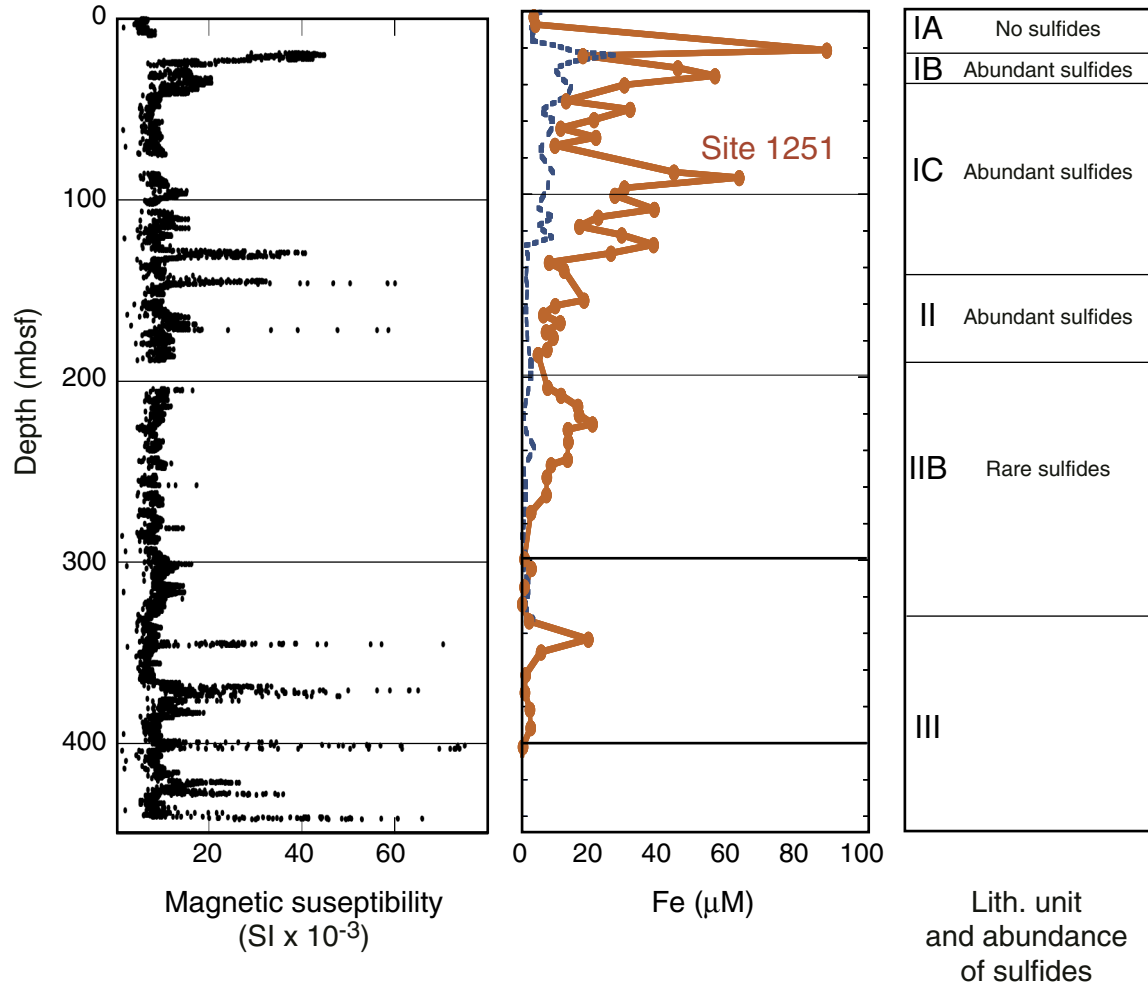 0
100
200
300
400
Depth (mbsf)
20
40
60
Magnetic suseptibility
(SI x 10-3)
Site 1251
0
20
40
60
80
100
Fe (μM)
IA
No sulfides
IB
Abundant sulfides
IC
Abundant sulfides
II
Abundant sulfides
IIB
Rare sulfides
III
Lith. unit
and abundance
of sulfides